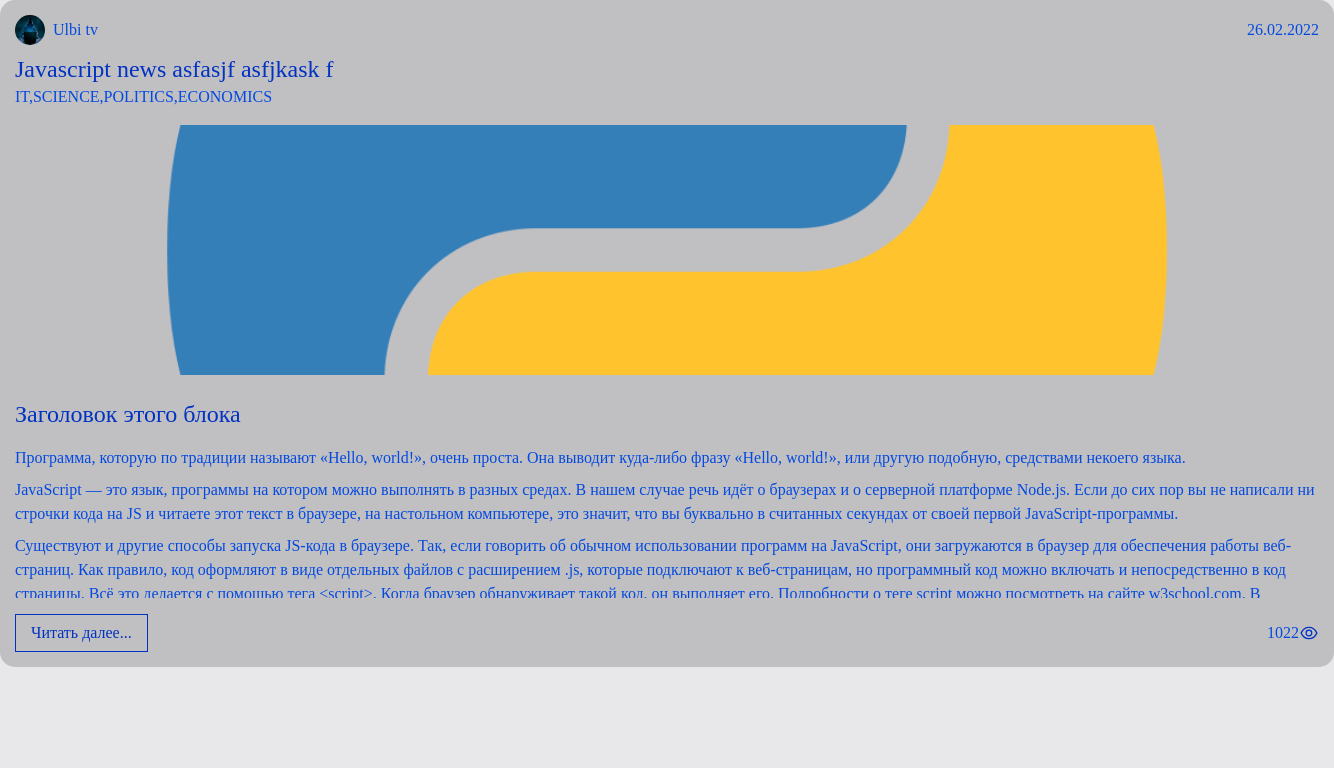 Ulbi tv
26.02.2022
Javascript news asfasjf asfjkask f
IT,SCIENCE,POLITICS,ECONOMICS
Заголовок этого блока
Программа, которую по традиции называют «Hello, world!», очень проста. Она выводит куда-либо фразу «Hello, world!», или другую подобную, средствами некоего языка.
JavaScript — это язык, программы на котором можно выполнять в разных средах. В нашем случае речь идёт о браузерах и о серверной платформе Node.js. Если до сих пор вы не написали ни
строчки кода на JS и читаете этот текст в браузере, на настольном компьютере, это значит, что вы буквально в считанных секундах от своей первой JavaScript-программы.
Существуют и другие способы запуска JS-кода в браузере. Так, если говорить об обычном использовании программ на JavaScript, они загружаются в браузер для обеспечения работы веб-
страниц. Как правило, код оформляют в виде отдельных файлов с расширением .js, которые подключают к веб-страницам, но программный код можно включать и непосредственно в код
страницы. Всё это делается с помощью тега <script>. Когда браузер обнаруживает такой код, он выполняет его. Подробности о теге script можно посмотреть на сайте w3school.com. В
Читать далее...
1022